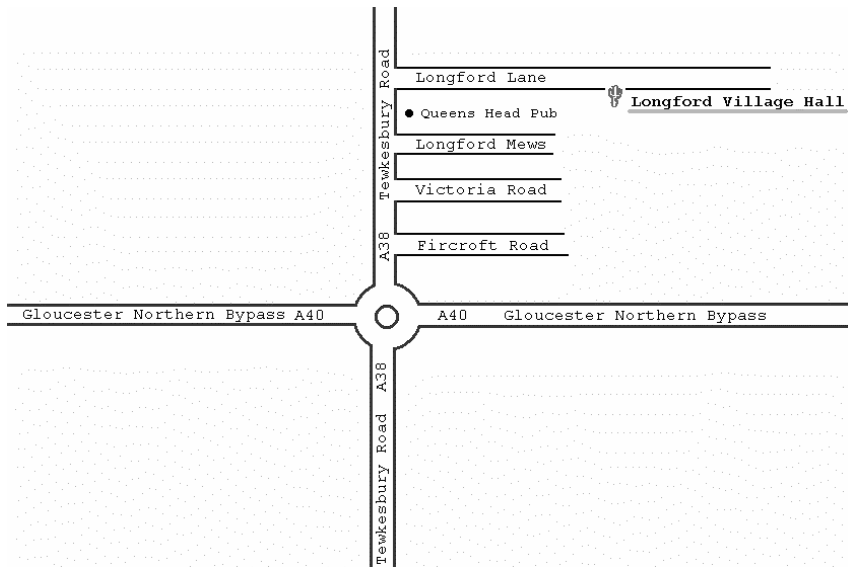 Tewkesbury Road
Longford Lane
Longford Village Hall
Queens Head Pub
Longford Mews
Victoria Road
A38
Fircroft Road
Gloucester Northern Bypass A40
A40 Gloucester Northern Bypass
Tewkesbury Road A38